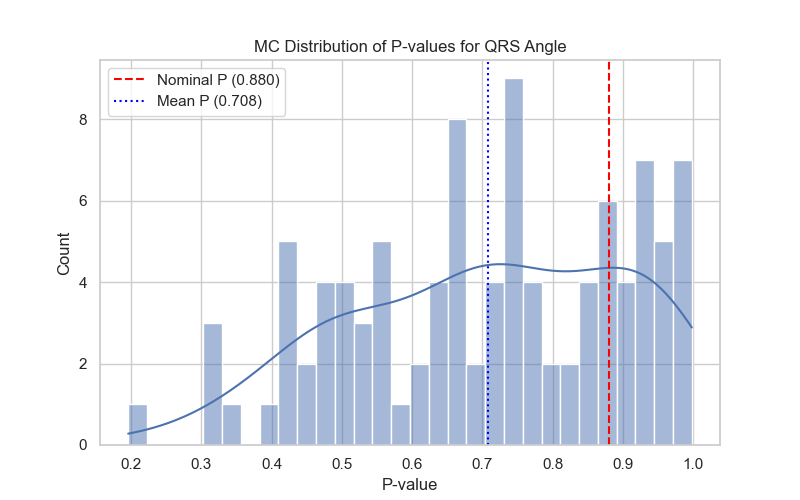 MC Distribution of P-values for QRS Angle
Nominal P (0.880)
Mean P (0.708)
Count
8
6
4
2
0
0.2 0.3 0.4 0.5 0.6 0.7 0.8 0.9 1.0
P-value